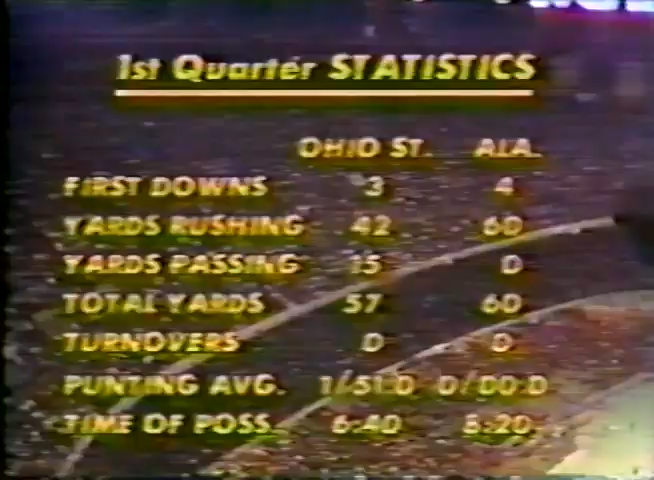 1st Quarter STATISTICS
OHIO ST. ALA.
FIRST DOWNS 3 4
YARDS RUSHING 42 60
YARDS PASSING 15 0
TOTAL YARDS 57 60
TURNOVERS 0 0
PUNTING AVG. 1/51.0 0/00.0
TIME OF POSS. 6:40 8:20